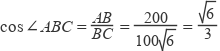 cos ∠ABC = AB/BC = 200/100√6 = √6/3